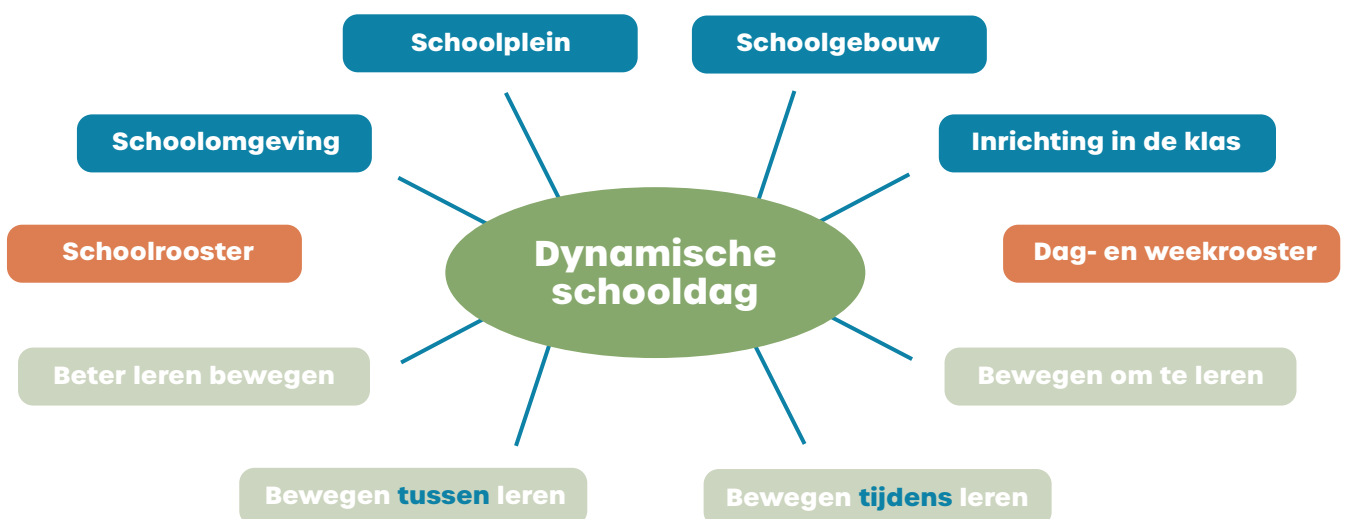 Schoolplein
Schoolgebouw
Schoolomgeving
Inrichting in de klas
Schoolrooster
Dynamische
schooldag
Dag- en weekrooster
Beter leren bewegen
Bewegen om te leren
Bewegen tussen leren
Bewegen tijdens leren